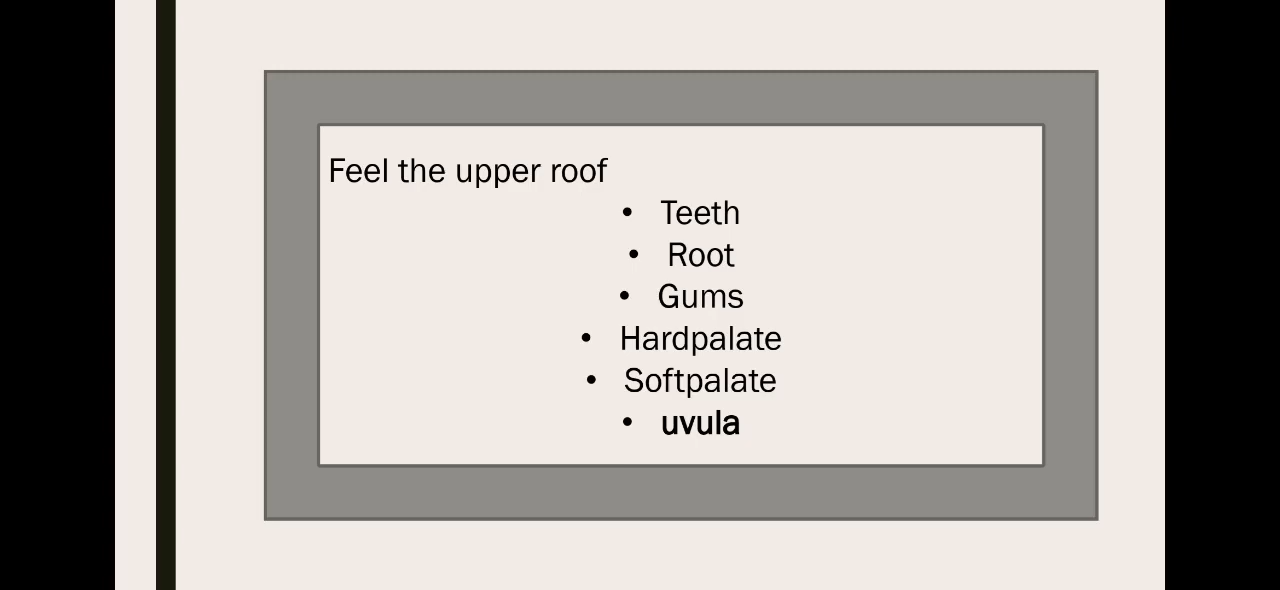 Feel the upper roof
• Teeth
• Root
• Gums
• Hardpalate
• Softpalate
• uvula